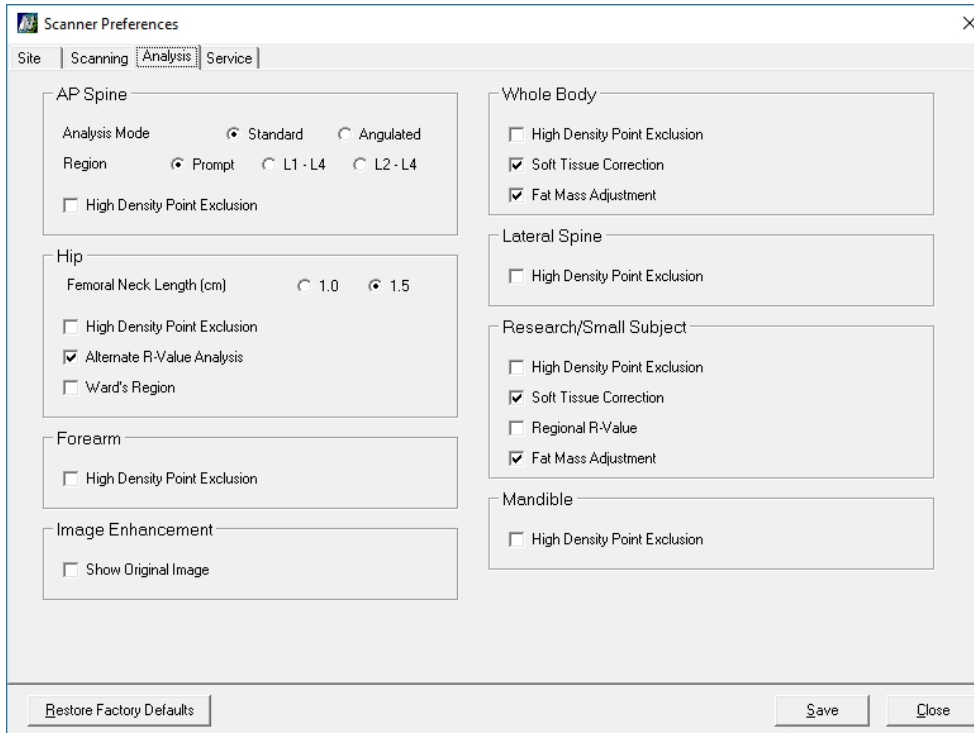 Scanner Preferences
Site Scanning Analysis Service
AP Spine
Analysis Mode Standard Angulated
Region Prompt L1 - L4 L2 - L4
High Density Point Exclusion
Hip
Femoral Neck Length (cm) 1.0 1.5
High Density Point Exclusion
Alternate R-Value Analysis
Ward's Region
Forearm
High Density Point Exclusion
Image Enhancement
Show Original Image
Whole Body
High Density Point Exclusion
Soft Tissue Correction
Fat Mass Adjustment
Lateral Spine
High Density Point Exclusion
Research/Small Subject
High Density Point Exclusion
Soft Tissue Correction
Regional R-Value
Fat Mass Adjustment
Mandible
High Density Point Exclusion
Restore Factory Defaults Save Close